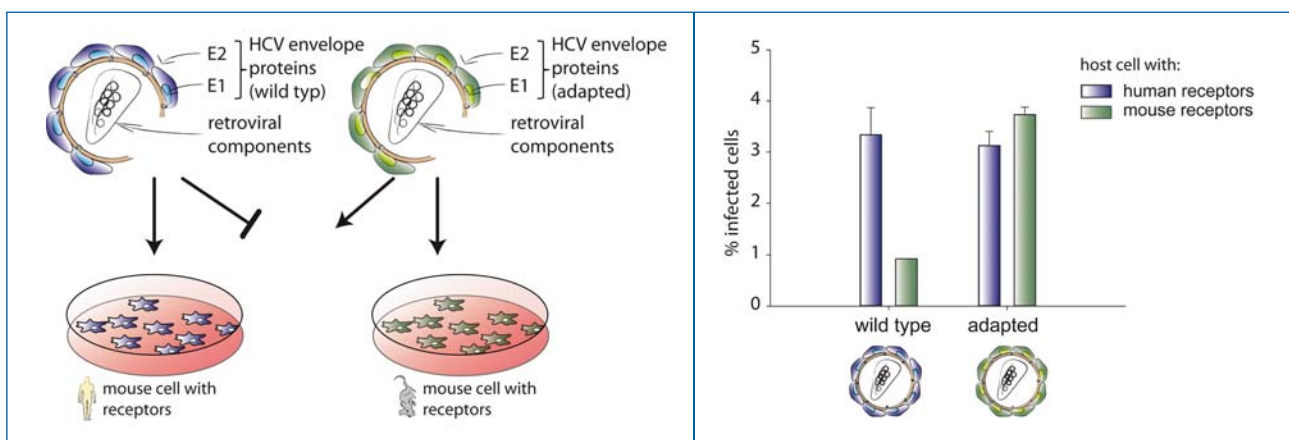 E2
E1
HCV envelope
proteins
(wild typ)
retroviral
components
E2
E1
HCV envelope
proteins
(adapted)
retroviral
components
mouse cell with
receptors
mouse cell with
receptors
% infected cells
5
4
3
2
1
0
wild type
adapted
host cell with:
human receptors
mouse receptors